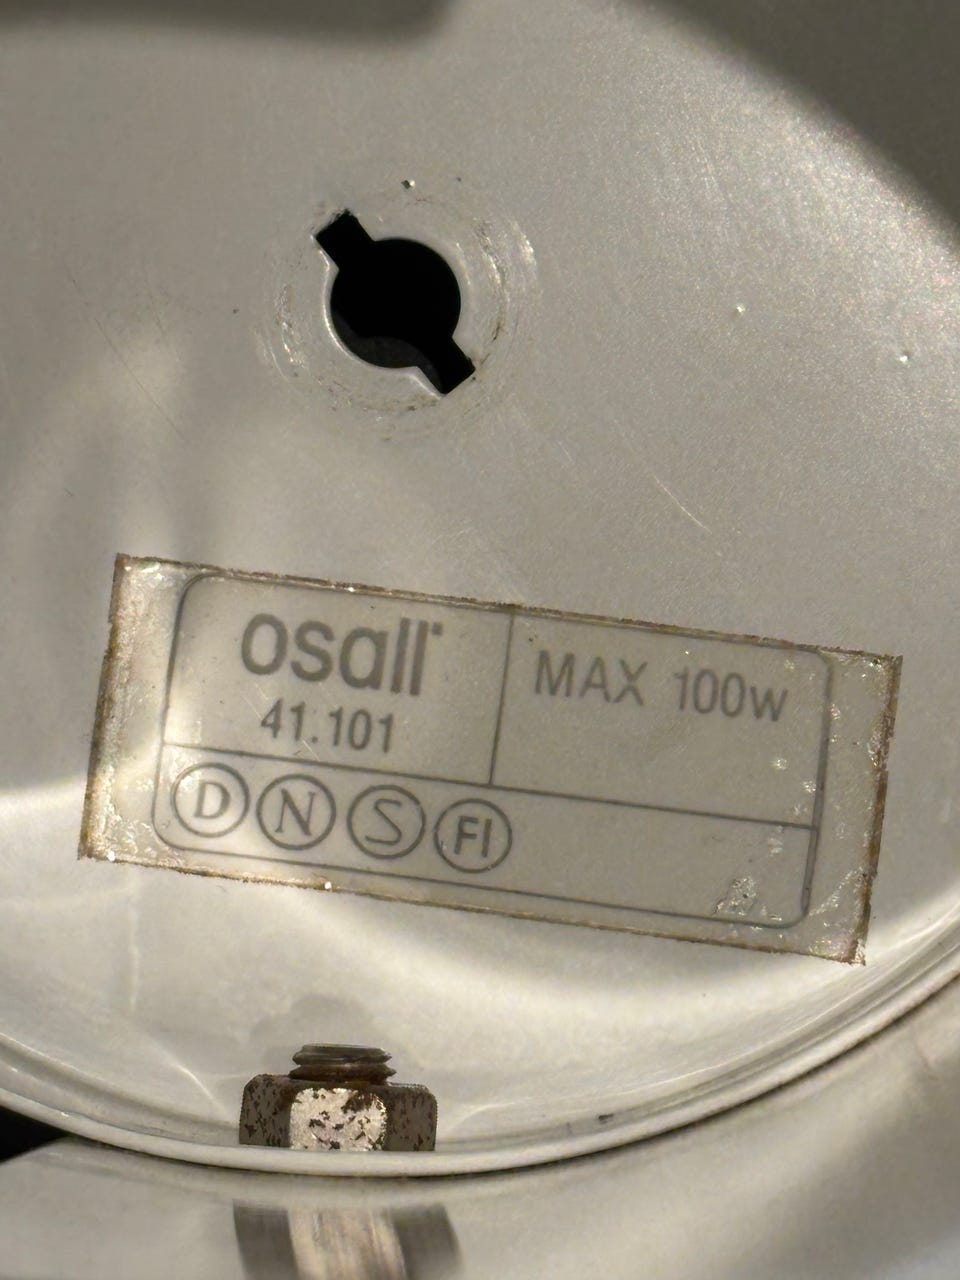 osall
41.101
MAX 100w
D N S FI